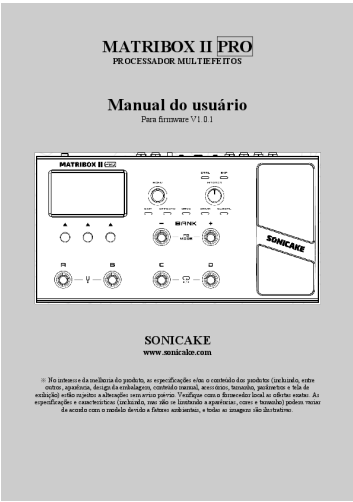 MATRIBOX II PRO
PROCESSADOR MULTIEFEITOS
Manual do usuário
Para firmware V1.0.1
MATRIBOX II PRO
- BANK +
SONICAKE
A B C D
SONICAKE
www.sonicake.com
※ No interesse da melhoria do produto, as especificações e/ou o conteúdo dos produtos (incluindo, entre
outros, aparência, design da embalagem, conteúdo manual, acessórios, tamanho, parâmetros e tela de
exibição) estão sujeitos a alterações sem aviso prévio. Verifique com o fornecedor local as ofertas exatas. As
especificações e características (incluindo, mas não se limitando a aparências, cores e tamanho) podem variar
de acordo com o modelo devido a fatores ambientais, e todas as imagens são ilustrativas.